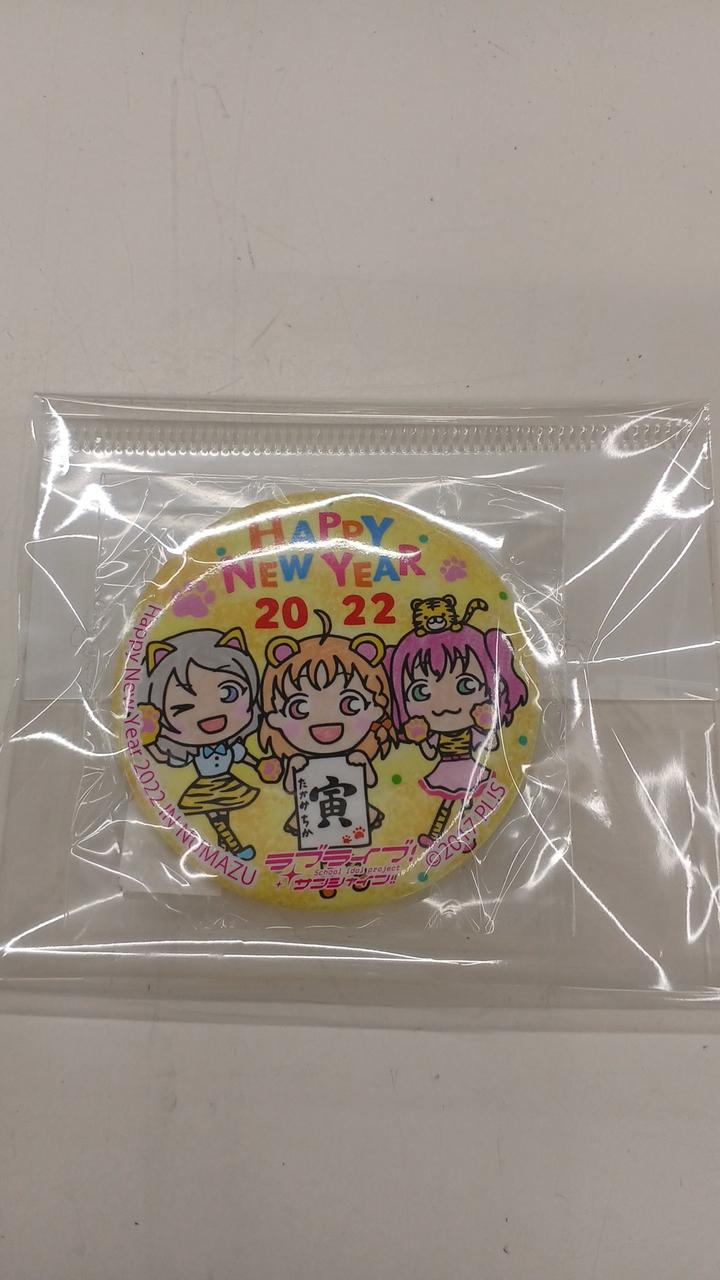 HAPPY
NEW YEAR
2022
Happy New Year 2022 IN NUMAZU
寅
たかみちか
ラブライブ!
School idol project
サンシャイン!!
©2017 PL!S